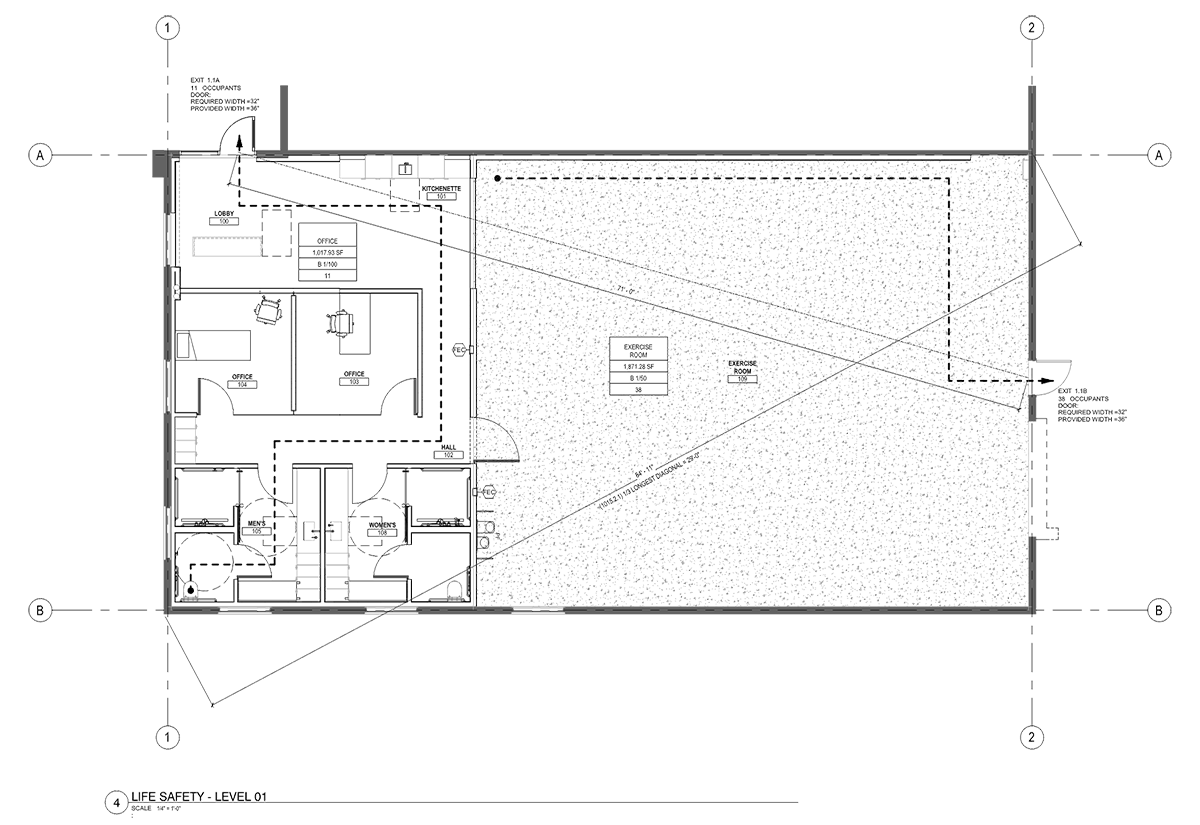 1
2
EXIT 1.1A
11 OCCUPANTS
DOOR:
REQUIRED WIDTH =32"
PROVIDED WIDTH =36"
A
A
KITCHENETTE
101
LOBBY
100
OFFICE
1,017.93 SF
B 1/100
11
71' - 0"
FEC
EXERCISE
ROOM
1,871.28 SF
B 1/50
38
EXERCISE
ROOM
109
OFFICE
104
OFFICE
103
EXIT 1.1B
38 OCCUPANTS
DOOR:
REQUIRED WIDTH =32"
PROVIDED WIDTH =36"
HALL
102
84' - 11"
(1015.2.1) 1/3 LONGEST DIAGONAL = 29'-0"
FEC
MEN'S
105
WOMEN'S
108
B
B
1
2
4
LIFE SAFETY - LEVEL 01
SCALE 1/4" = 1'-0"